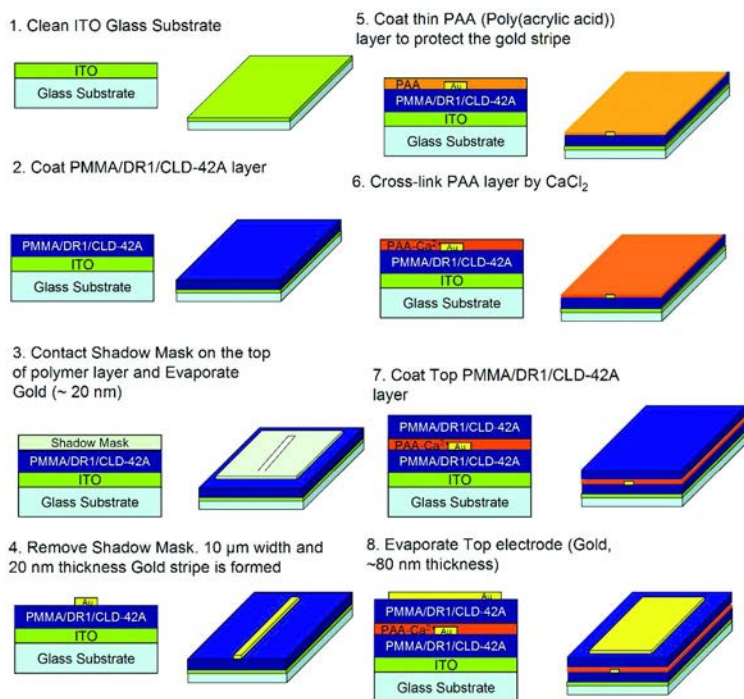 1. Clean ITO Glass Substrate
ITO
Glass Substrate
2. Coat PMMA/DR1/CLD-42A layer
PMMA/DR1/CLD-42A
ITO
Glass Substrate
3. Contact Shadow Mask on the top
of polymer layer and Evaporate
Gold (~ 20 nm)
Shadow Mask
PMMA/DR1/CLD-42A
ITO
Glass Substrate
4. Remove Shadow Mask. 10 µm width and
20 nm thickness Gold stripe is formed
Au
PMMA/DR1/CLD-42A
ITO
Glass Substrate
5. Coat thin PAA (Poly(acrylic acid))
layer to protect the gold stripe
PAA Au
PMMA/DR1/CLD-42A
ITO
Glass Substrate
6. Cross-link PAA layer by CaCl₂
PAA-Ca²⁺ Au
PMMA/DR1/CLD-42A
ITO
Glass Substrate
7. Coat Top PMMA/DR1/CLD-42A
layer
PMMA/DR1/CLD-42A
PAA-Ca²⁺ Au
PMMA/DR1/CLD-42A
ITO
Glass Substrate
8. Evaporate Top electrode (Gold,
~80 nm thickness)
Au
PMMA/DR1/CLD-42A
PAA-Ca²⁺ Au
PMMA/DR1/CLD-42A
ITO
Glass Substrate